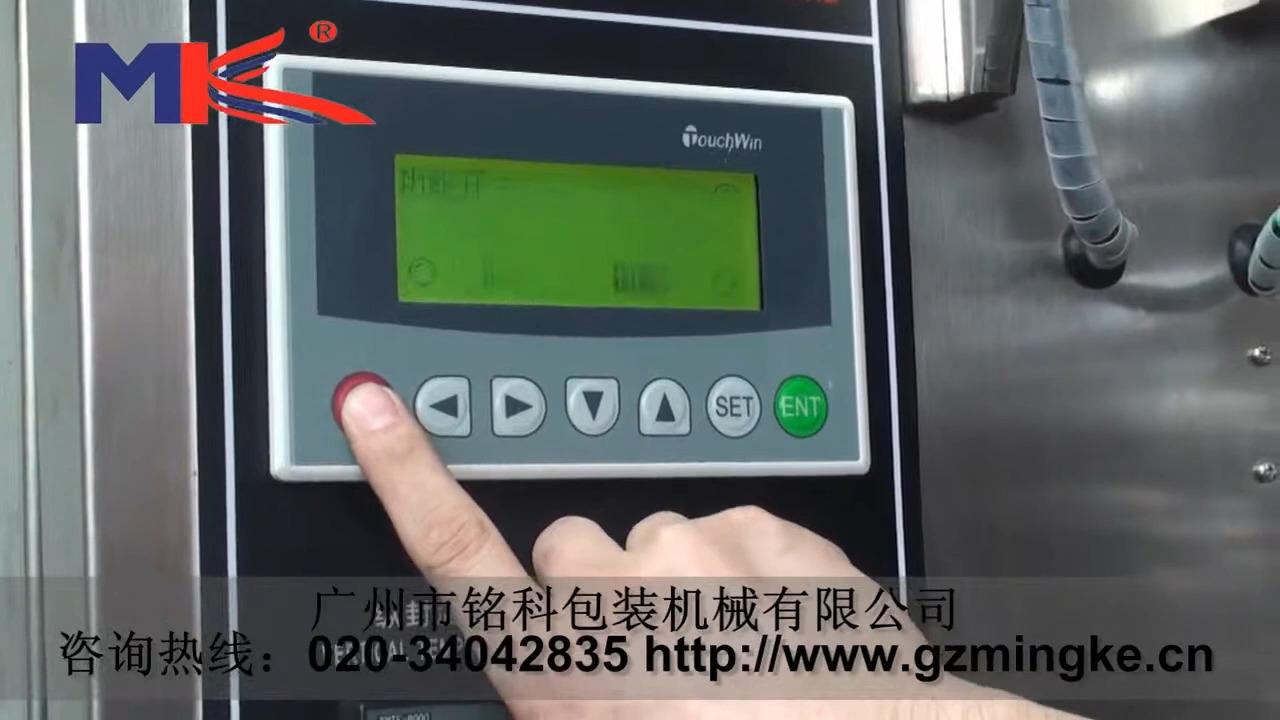 MK®
TouchWin
SET
ENT
广州市铭科包装机械有限公司
咨询热线：020-34042835 http://www.gzmingke.cn